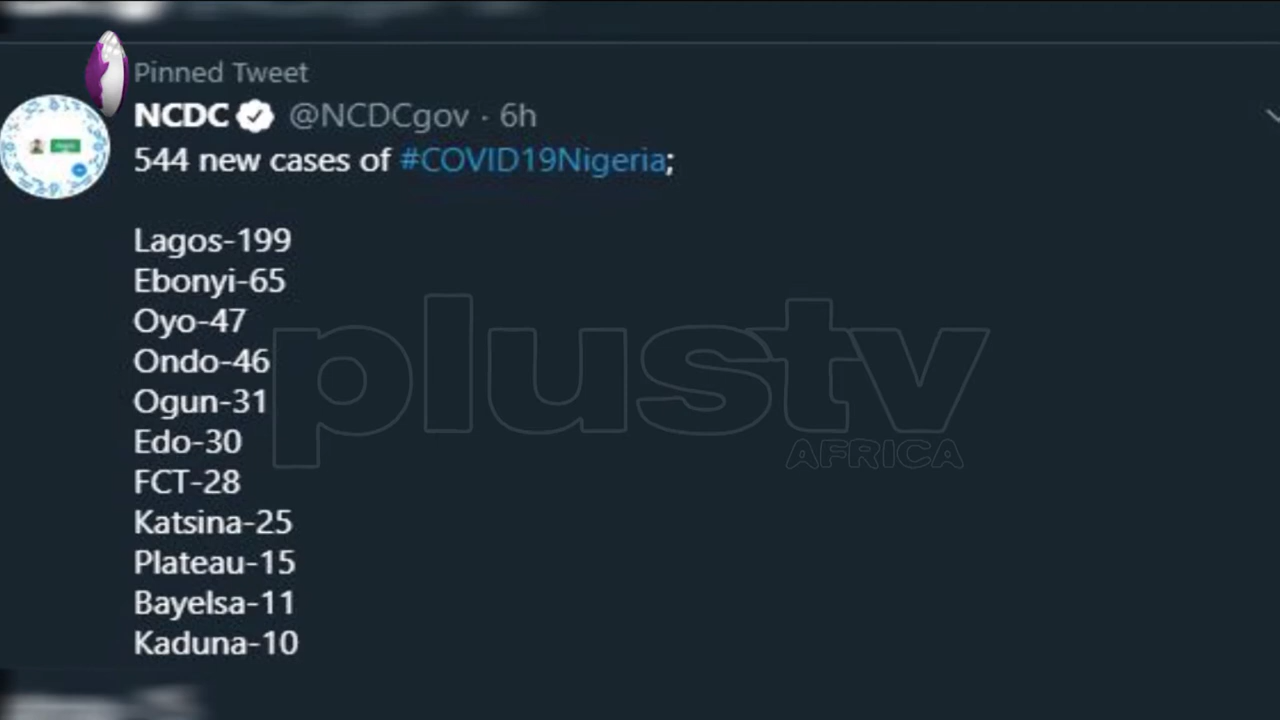 Pinned Tweet
NCDC @NCDCgov · 6h
544 new cases of #COVID19Nigeria;
Lagos-199
Ebonyi-65
Oyo-47
Ondo-46
Ogun-31
Edo-30
FCT-28
Katsina-25
Plateau-15
Bayelsa-11
Kaduna-10
plustv
AFRICA